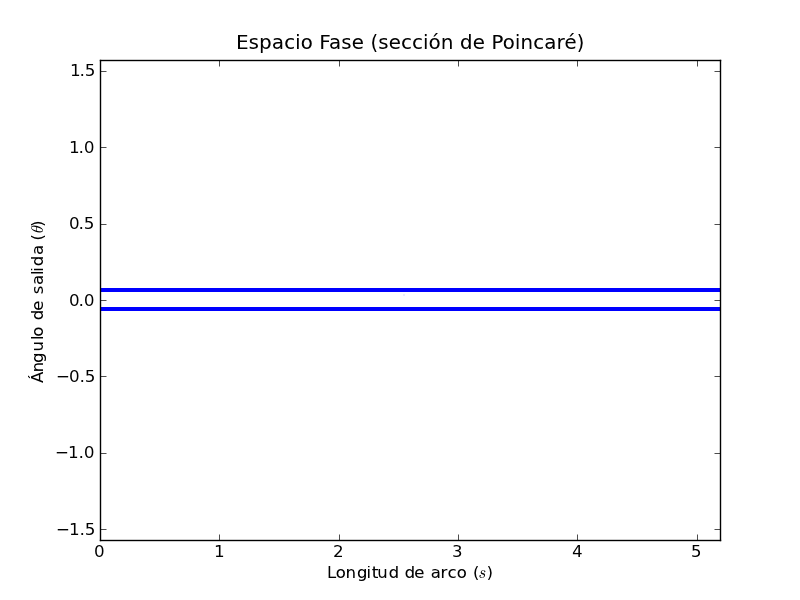 Espacio Fase (sección de Poincaré)
1.5
1.0
0.5
0.0
−0.5
−1.0
−1.5
Ángulo de salida (θ)
0 1 2 3 4 5
Longitud de arco (s)